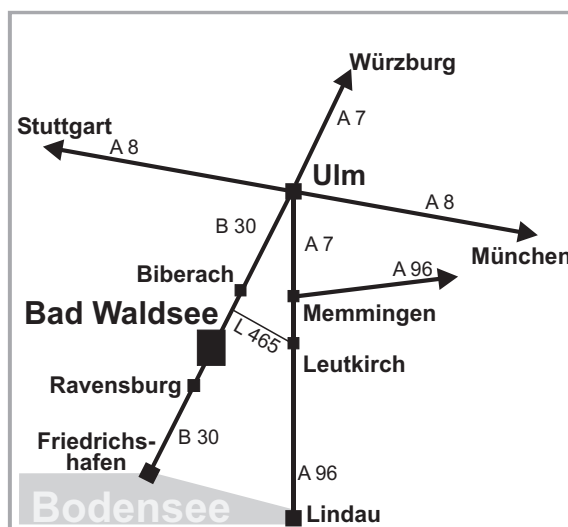 Würzburg
A 7
Stuttgart
A 8
Ulm
A 8
B 30
A 7
München
A 96
Biberach
Memmingen
Bad Waldsee
L 465
Leutkirch
Ravensburg
Friedrichs-
hafen
B 30
A 96
Bodensee
Lindau